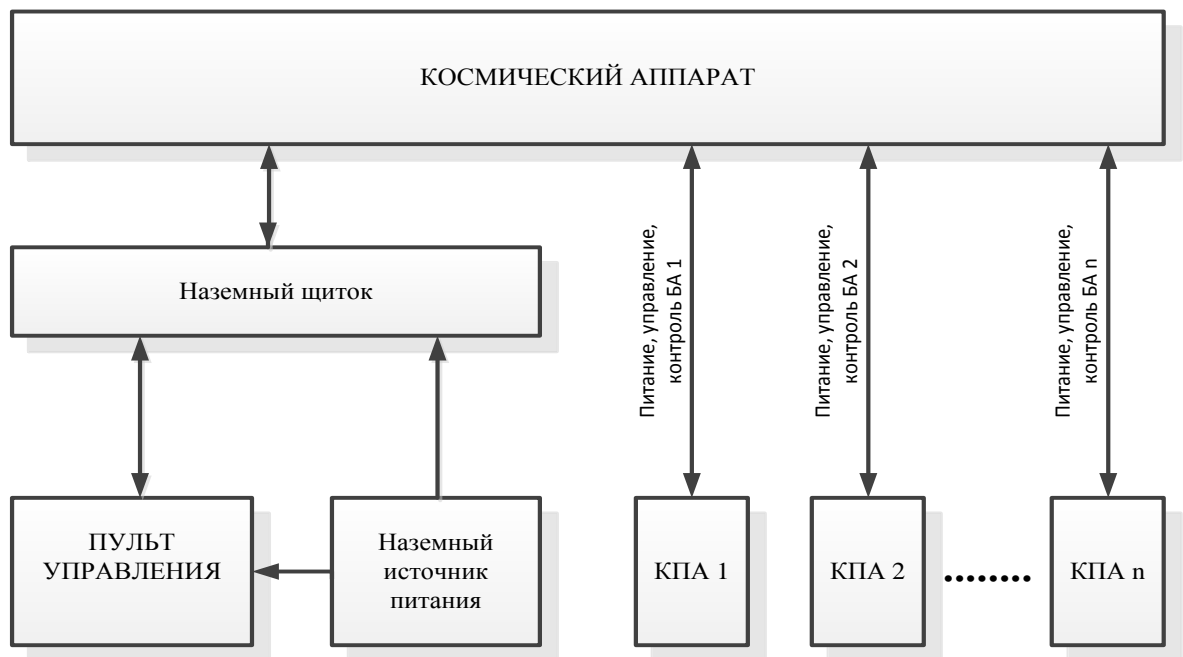 КОСМИЧЕСКИЙ АППАРАТ
Наземный щиток
Питание, управление,
контроль БА 1
Питание, управление,
контроль БА 2
Питание, управление,
контроль БА n
ПУЛЬТ
УПРАВЛЕНИЯ
Наземный
источник
питания
КПА 1
КПА 2
КПА n